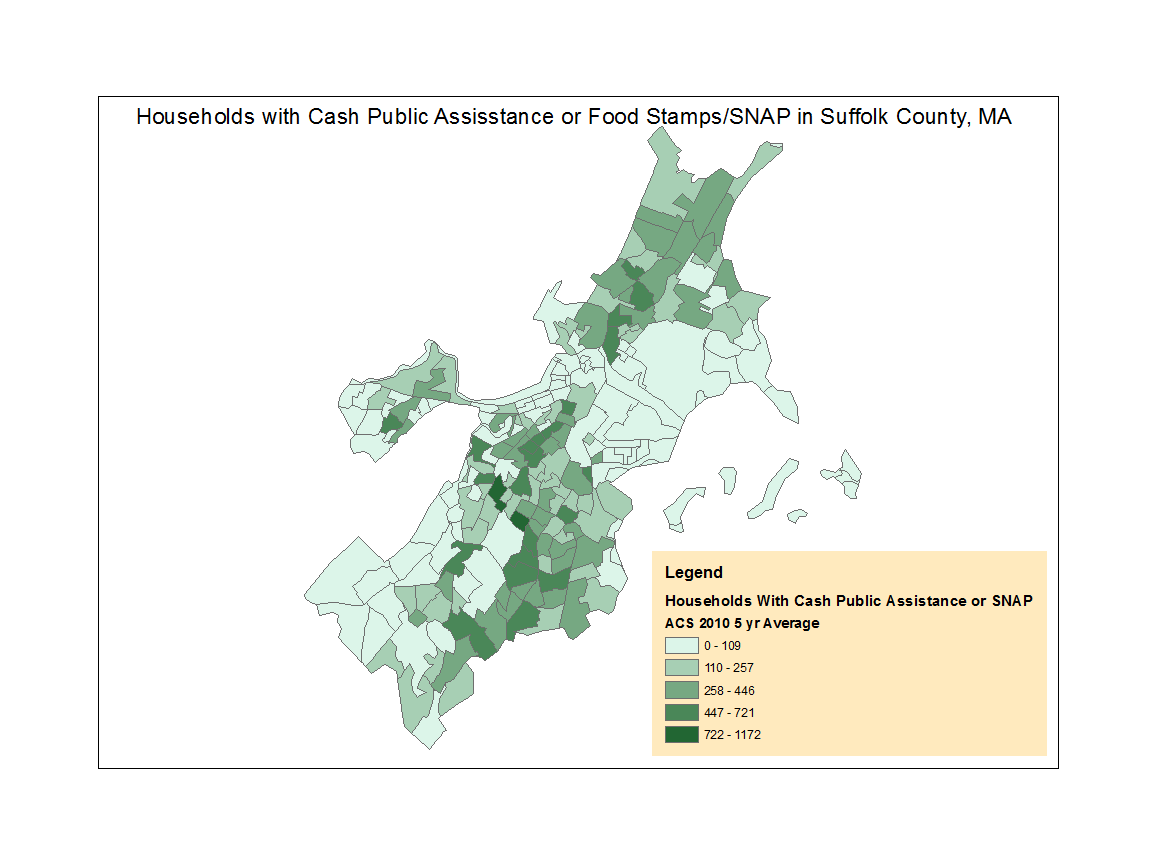 Households with Cash Public Assisstance or Food Stamps/SNAP in Suffolk County, MA
Legend
Households With Cash Public Assistance or SNAP
ACS 2010 5 yr Average
0 - 109
110 - 257
258 - 446
447 - 721
722 - 1172